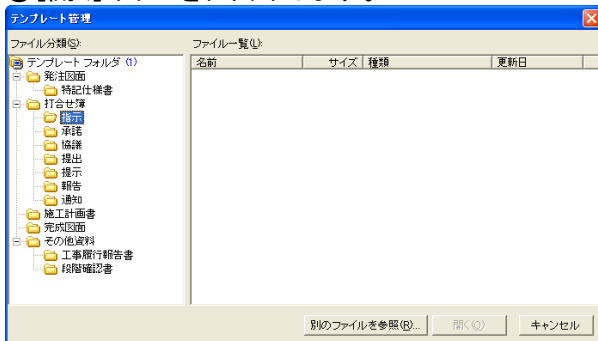 テンプレート管理
ファイル分類(S):
ファイル一覧(L):
名前 サイズ 種類 更新日
テンプレート フォルダ (1)
発注図面
特記仕様書
打合せ簿
指示
承諾
協議
提出
提示
報告
通知
施工計画書
完成図面
その他資料
工事履行報告書
段階確認書
別のファイルを参照(R)... 開く(O) キャンセル